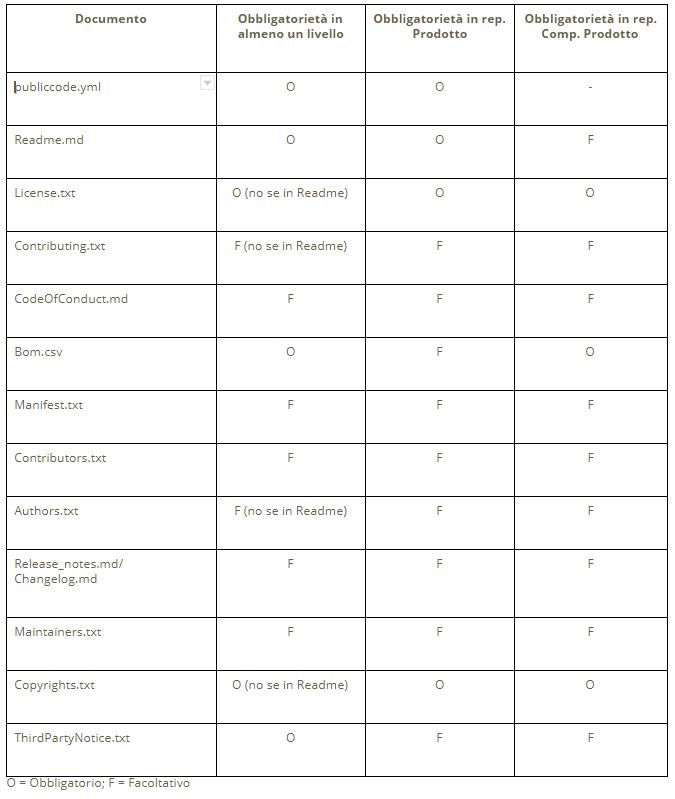 Documento Obbligatorietà in almeno un livello Obbligatorietà in rep. Prodotto Obbligatorietà in rep. Comp. Prodotto
publiccode.yml O O -
Readme.md O O F
License.txt O (no se in Readme) O O
Contributing.txt F (no se in Readme) F F
CodeOfConduct.md F F F
Bom.csv O F O
Manifest.txt F F F
Contributors.txt F F F
Authors.txt F (no se in Readme) F F
Release_notes.md/ F F F
Changelog.md
Maintainers.txt F F F
Copyrights.txt O (no se in Readme) O O
ThirdPartyNotice.txt O F F
O = Obbligatorio; F = Facoltativo